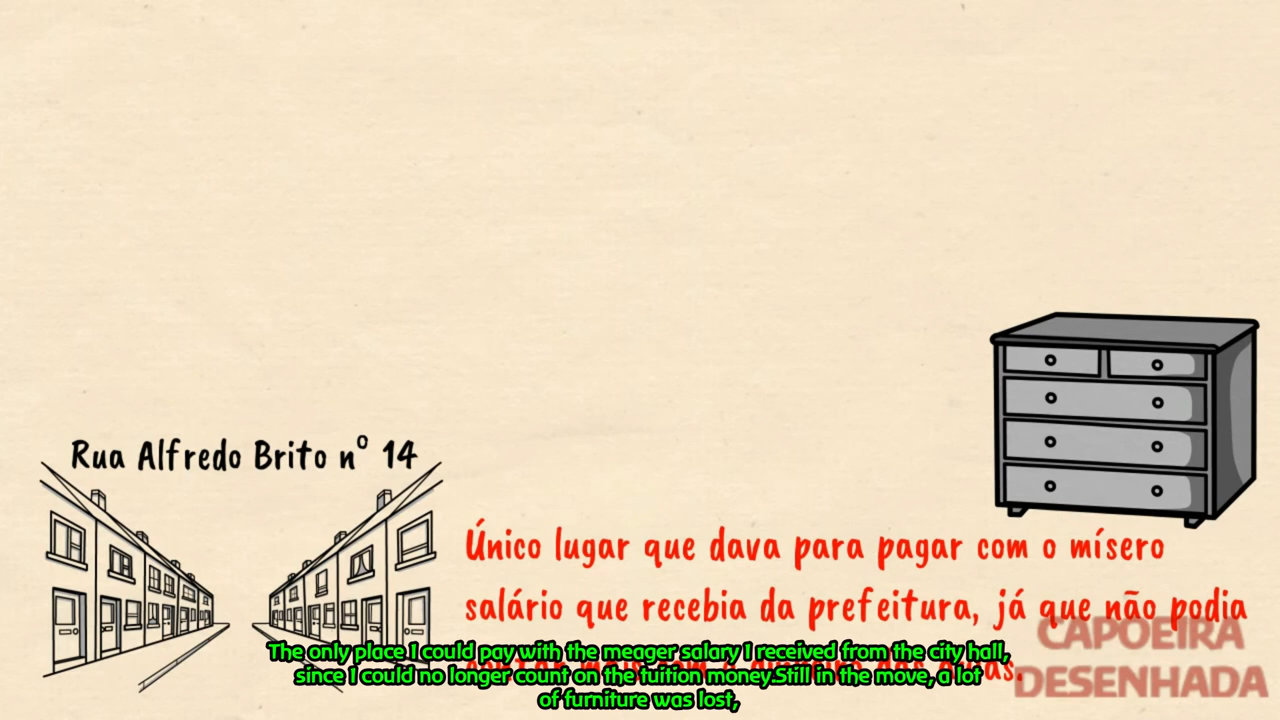 Rua Alfredo Brito nº 14
Único lugar que dava para pagar com o mísero
salário que recebia da prefeitura, já que não podia
The only place I could pay with the meager salary I received from the city hall,
since I could no longer count on the tuition money.Still in the move, a lot
of furniture was lost,
CAPOEIRA
DESENHADA